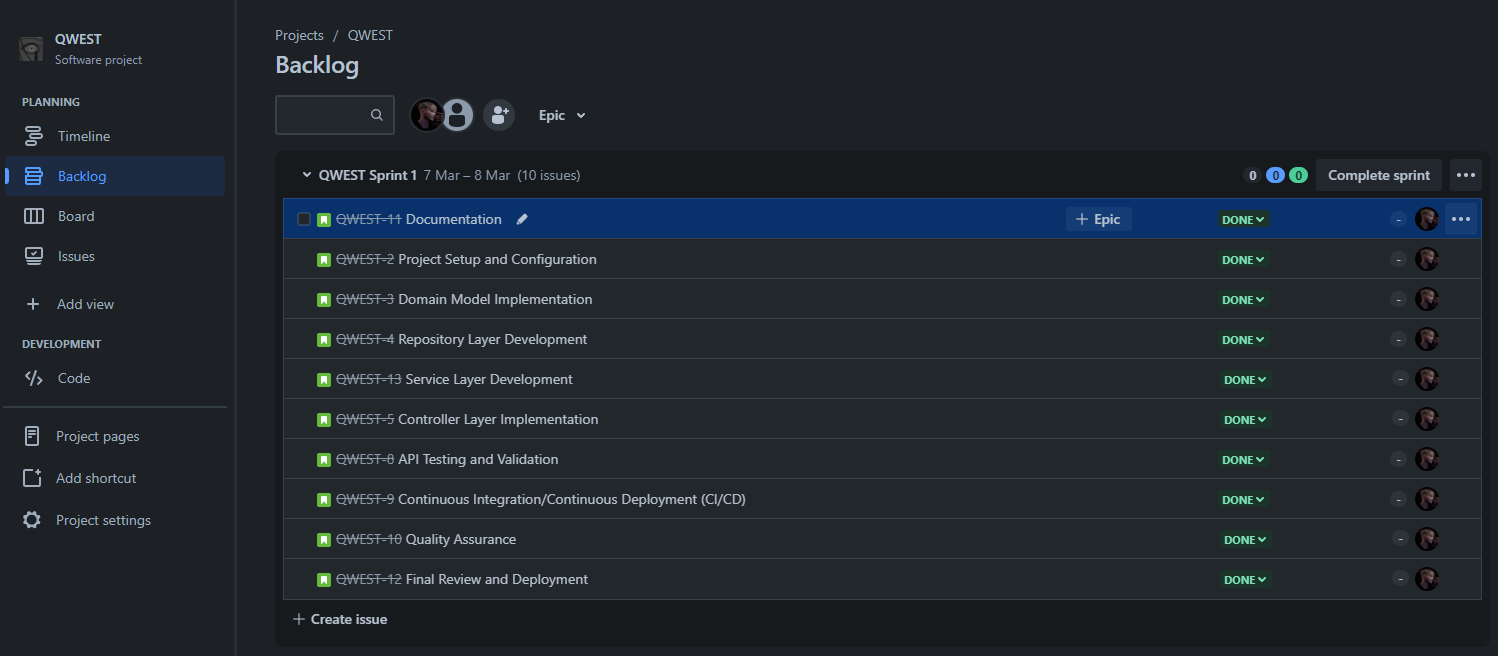 QWEST
Software project
PLANNING
Timeline
Backlog
Board
Issues
Add view
DEVELOPMENT
Code
Project pages
Add shortcut
Project settings
Projects / QWEST
Backlog
Epic
QWEST Sprint 1 7 Mar – 8 Mar (10 issues) 0 0 0 Complete sprint
QWEST-11 Documentation + Epic DONE -
QWEST-2 Project Setup and Configuration DONE -
QWEST-3 Domain Model Implementation DONE -
QWEST-4 Repository Layer Development DONE -
QWEST-13 Service Layer Development DONE -
QWEST-5 Controller Layer Implementation DONE -
QWEST-8 API Testing and Validation DONE -
QWEST-9 Continuous Integration/Continuous Deployment (CI/CD) DONE -
QWEST-10 Quality Assurance DONE -
QWEST-12 Final Review and Deployment DONE -
+ Create issue